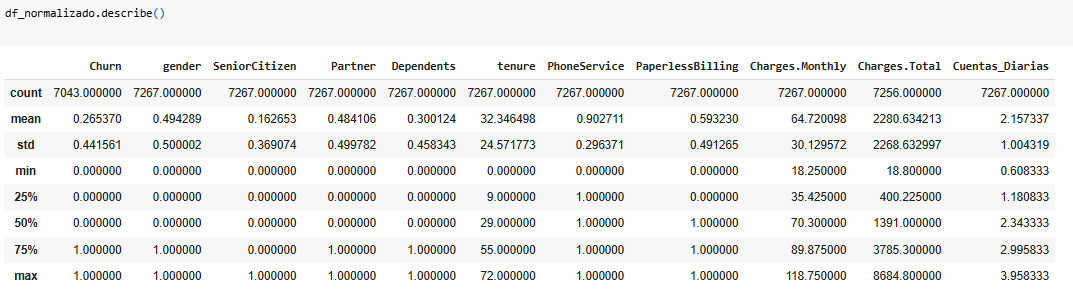 df_normalizado.describe()
Churn gender SeniorCitizen Partner Dependents tenure PhoneService PaperlessBilling Charges.Monthly Charges.Total Cuentas_Diarias
count 7043.000000 7267.000000 7267.000000 7267.000000 7267.000000 7267.000000 7267.000000 7267.000000 7267.000000 7256.000000 7267.000000
mean 0.265370 0.494289 0.162653 0.484106 0.300124 32.346498 0.902711 0.593230 64.720098 2280.634213 2.157337
std 0.441561 0.500002 0.369074 0.499782 0.458343 24.571773 0.296371 0.491265 30.129572 2268.632997 1.004319
min 0.000000 0.000000 0.000000 0.000000 0.000000 0.000000 0.000000 0.000000 18.250000 18.800000 0.608333
25% 0.000000 0.000000 0.000000 0.000000 0.000000 9.000000 1.000000 0.000000 35.425000 400.225000 1.180833
50% 0.000000 0.000000 0.000000 0.000000 0.000000 29.000000 1.000000 1.000000 70.300000 1391.000000 2.343333
75% 1.000000 1.000000 0.000000 1.000000 1.000000 55.000000 1.000000 1.000000 89.875000 3785.300000 2.995833
max 1.000000 1.000000 1.000000 1.000000 1.000000 72.000000 1.000000 1.000000 118.750000 8684.800000 3.958333